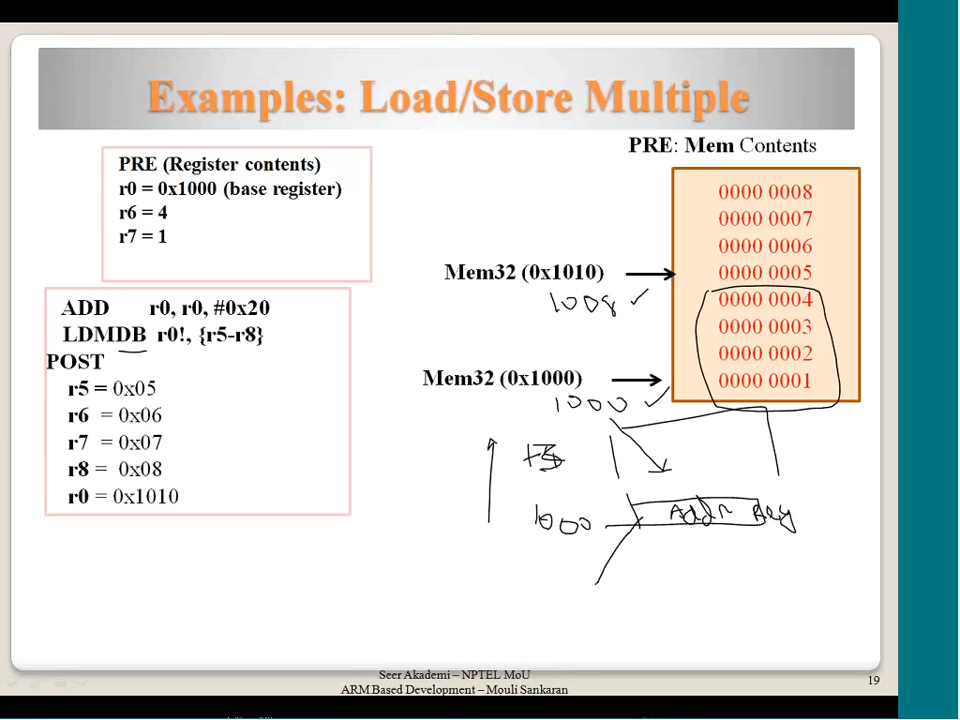 Examples: Load/Store Multiple
PRE: Mem Contents
PRE (Register contents)
r0 = 0x1000 (base register)
r6 = 4
r7 = 1
0000 0008
0000 0007
0000 0006
Mem32 (0x1010)
0000 0005
1008
0000 0004
0000 0003
0000 0002
Mem32 (0x1000)
0000 0001
1000
ADD r0, r0, #0x20
LDMDB r0!, {r5-r8}
POST
r5 = 0x05
r6 = 0x06
r7 = 0x07
r8 = 0x08
r0 = 0x1010
1000
Addr
Seer Akademi – NPTEL MoU
ARM Based Development – Mouli Sankaran
19